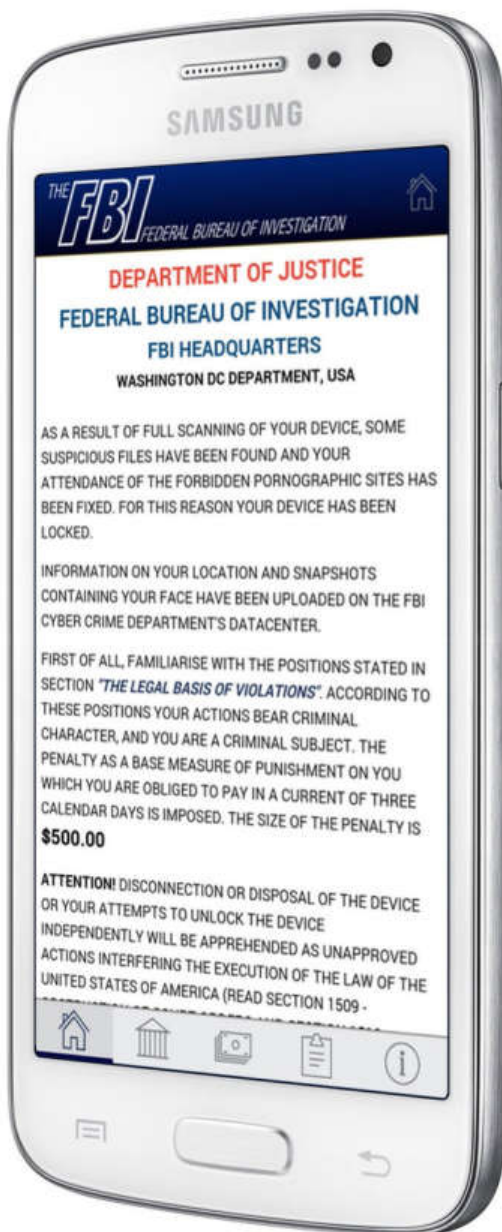 SAMSUNG
THE FBI FEDERAL BUREAU OF INVESTIGATION
DEPARTMENT OF JUSTICE
FEDERAL BUREAU OF INVESTIGATION
FBI HEADQUARTERS
WASHINGTON DC DEPARTMENT, USA
AS A RESULT OF FULL SCANNING OF YOUR DEVICE, SOME
SUSPICIOUS FILES HAVE BEEN FOUND AND YOUR
ATTENDANCE OF THE FORBIDDEN PORNOGRAPHIC SITES HAS
BEEN FIXED. FOR THIS REASON YOUR DEVICE HAS BEEN
LOCKED.
INFORMATION ON YOUR LOCATION AND SNAPSHOTS
CONTAINING YOUR FACE HAVE BEEN UPLOADED ON THE FBI
CYBER CRIME DEPARTMENT'S DATACENTER.
FIRST OF ALL, FAMILIARISE WITH THE POSITIONS STATED IN
SECTION "THE LEGAL BASIS OF VIOLATIONS". ACCORDING TO
THESE POSITIONS YOUR ACTIONS BEAR CRIMINAL
CHARACTER, AND YOU ARE A CRIMINAL SUBJECT. THE
PENALTY AS A BASE MEASURE OF PUNISHMENT ON YOU
WHICH YOU ARE OBLIGED TO PAY IN A CURRENT OF THREE
CALENDAR DAYS IS IMPOSED. THE SIZE OF THE PENALTY IS
$500.00
ATTENTION! DISCONNECTION OR DISPOSAL OF THE DEVICE
OR YOUR ATTEMPTS TO UNLOCK THE DEVICE
INDEPENDENTLY WILL BE APPREHENDED AS UNAPPROVED
ACTIONS INTERFERING THE EXECUTION OF THE LAW OF THE
UNITED STATES OF AMERICA (READ SECTION 1509 -